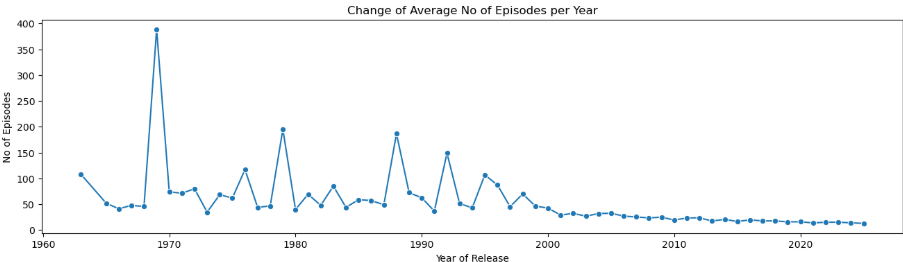 Change of Average No of Episodes per Year
400
350
300
250
200
150
100
50
0
No of Episodes
1960 1970 1980 1990 2000 2010 2020
Year of Release